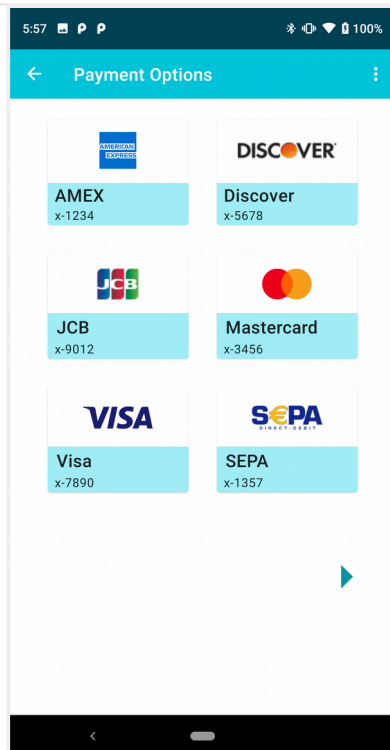 5:57 100%
Payment Options
AMERICAN
EXPRESS
DISCOVER
AMEX
x-1234
Discover
x-5678
JCB
JCB
x-9012
Mastercard
x-3456
VISA
S€PA
DIRECT-DEBIT
Visa
x-7890
SEPA
x-1357